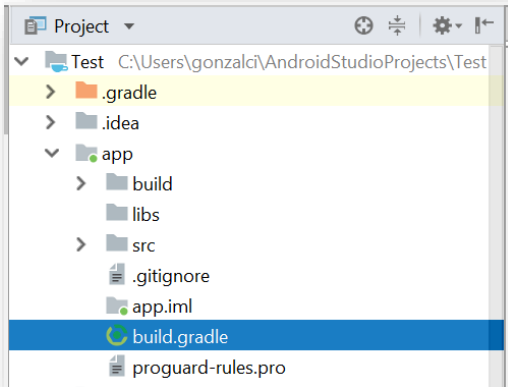 Project
Test C:\Users\gonzalci\AndroidStudioProjects\Test
.gradle
.idea
app
build
libs
src
.gitignore
app.iml
build.gradle
proguard-rules.pro